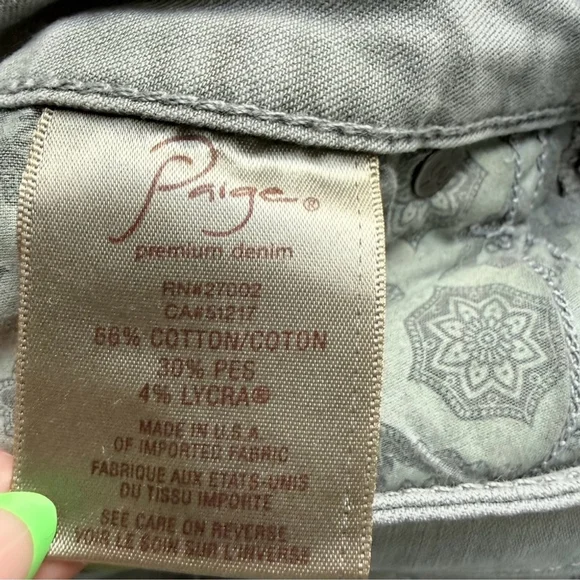 Paige®
premium denim
RN#27002
CA#51217
66% COTTON/COTON
30% PES
4% LYCRA®
MADE IN U.S.A.
OF IMPORTED FABRIC
FABRIQUE AUX ETATS-UNIS
DU TISSU IMPORTE
SEE CARE ON REVERSE
VOIR LE SOIN SUR L'INVERSE